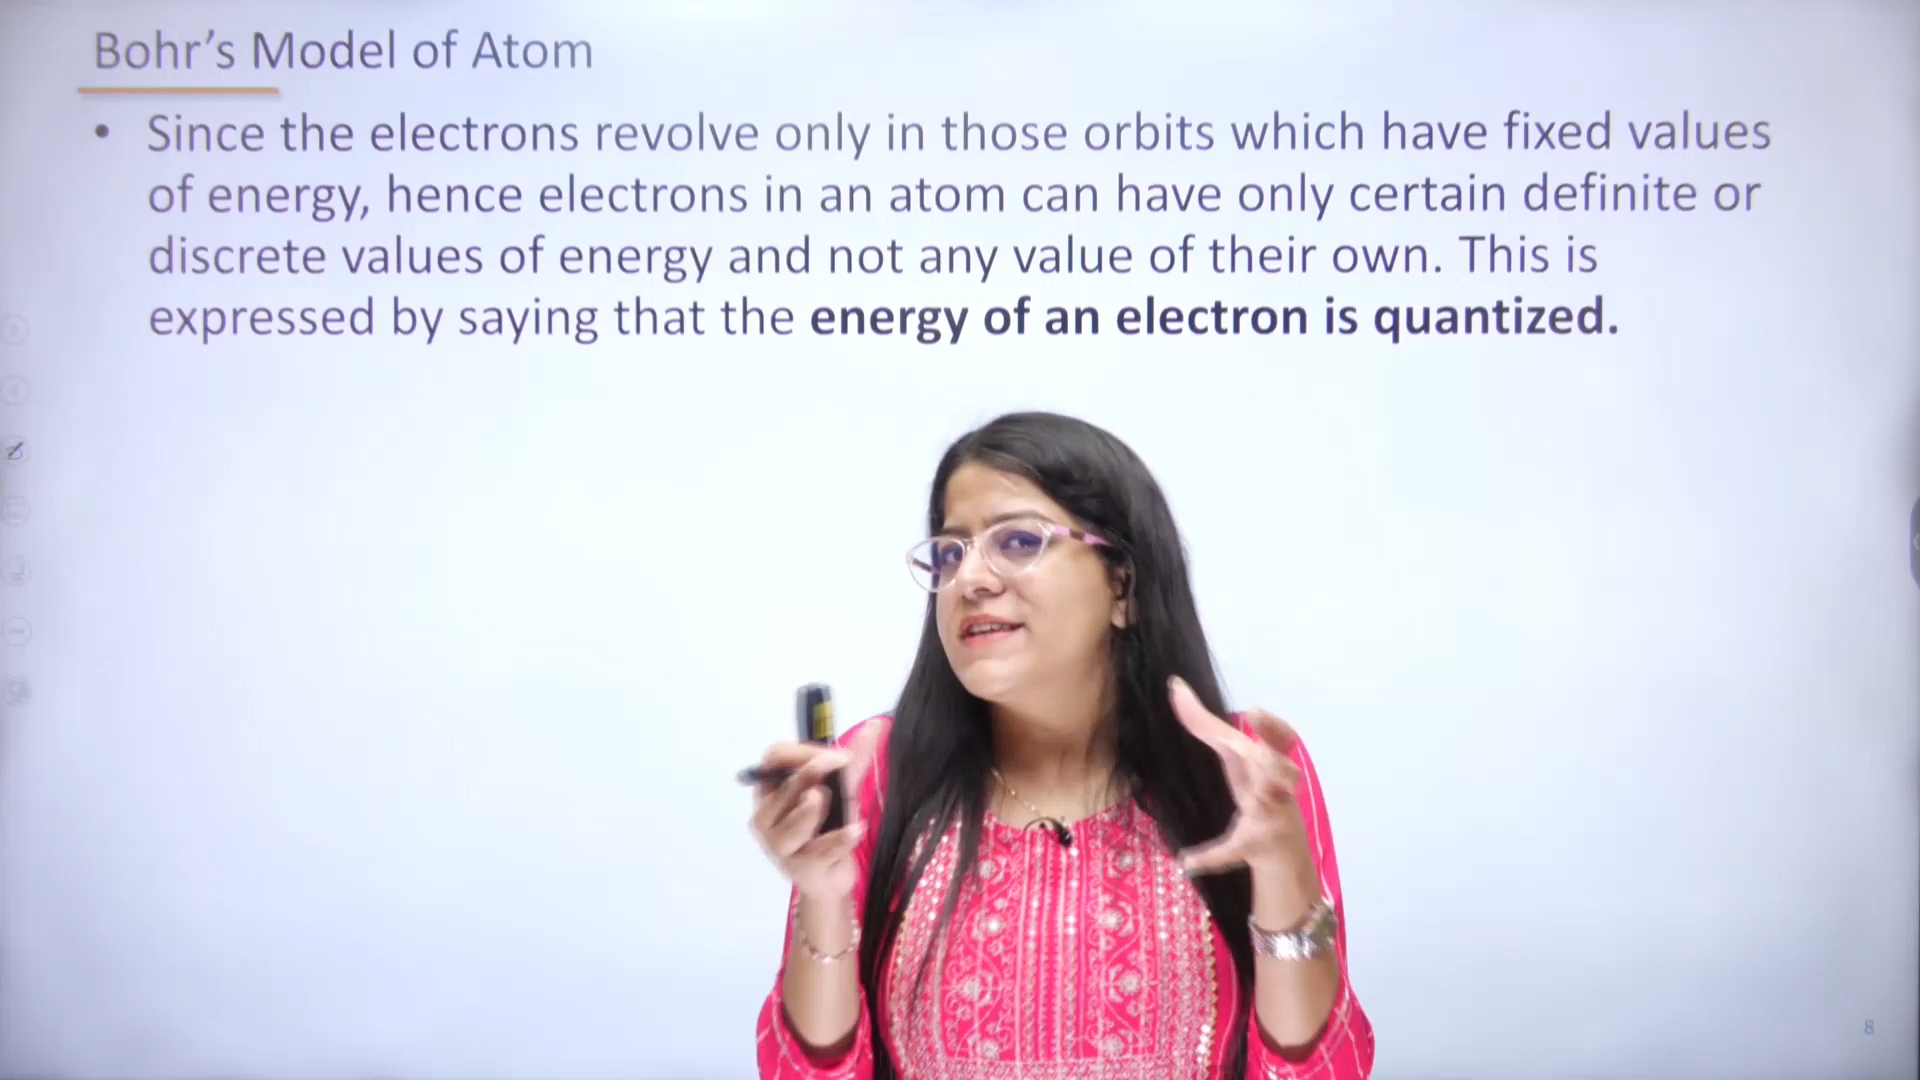 Bohr’s Model of Atom
• Since the electrons revolve only in those orbits which have fixed values
of energy, hence electrons in an atom can have only certain definite or
discrete values of energy and not any value of their own. This is
expressed by saying that the energy of an electron is quantized.
8